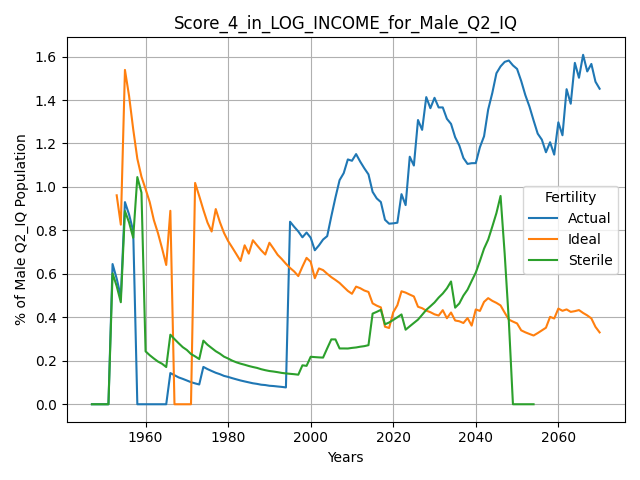 Score_4_in_LOG_INCOME_for_Male_Q2_IQ
% of Male Q2_IQ Population
1.6
1.4
1.2
1.0
0.8
0.6
0.4
0.2
0.0
Fertility
Actual
Ideal
Sterile
1960 1980 2000 2020 2040 2060
Years